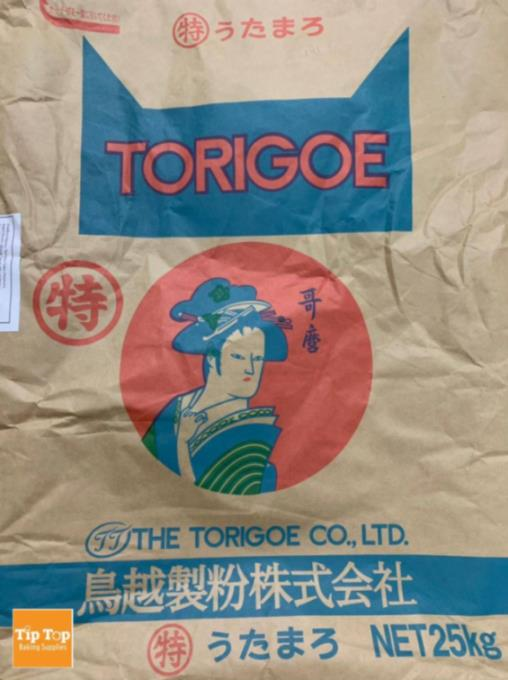 特 うたまろ
TORIGOE
特
哥麿
TT THE TORIGOE CO., LTD.
鳥越製粉株式会社
特 うたまろ NET25kg
Tip Top
Baking Supplies